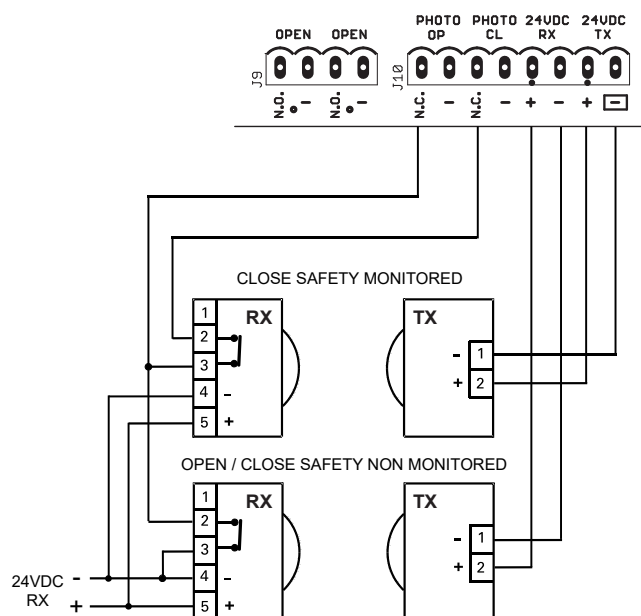 PHOTO PHOTO 24VDC 24VDC
OPEN OPEN OP CL RX TX
J9 J10
N.O. - N.O. - N.C. - N.C. - + - + -
CLOSE SAFETY MONITORED
1 RX TX
2
3 - 1
4 - + 2
5 +
OPEN / CLOSE SAFETY NON MONITORED
1 RX TX
2
3 - 1
24VDC - 4 - + 2
RX + 5 +